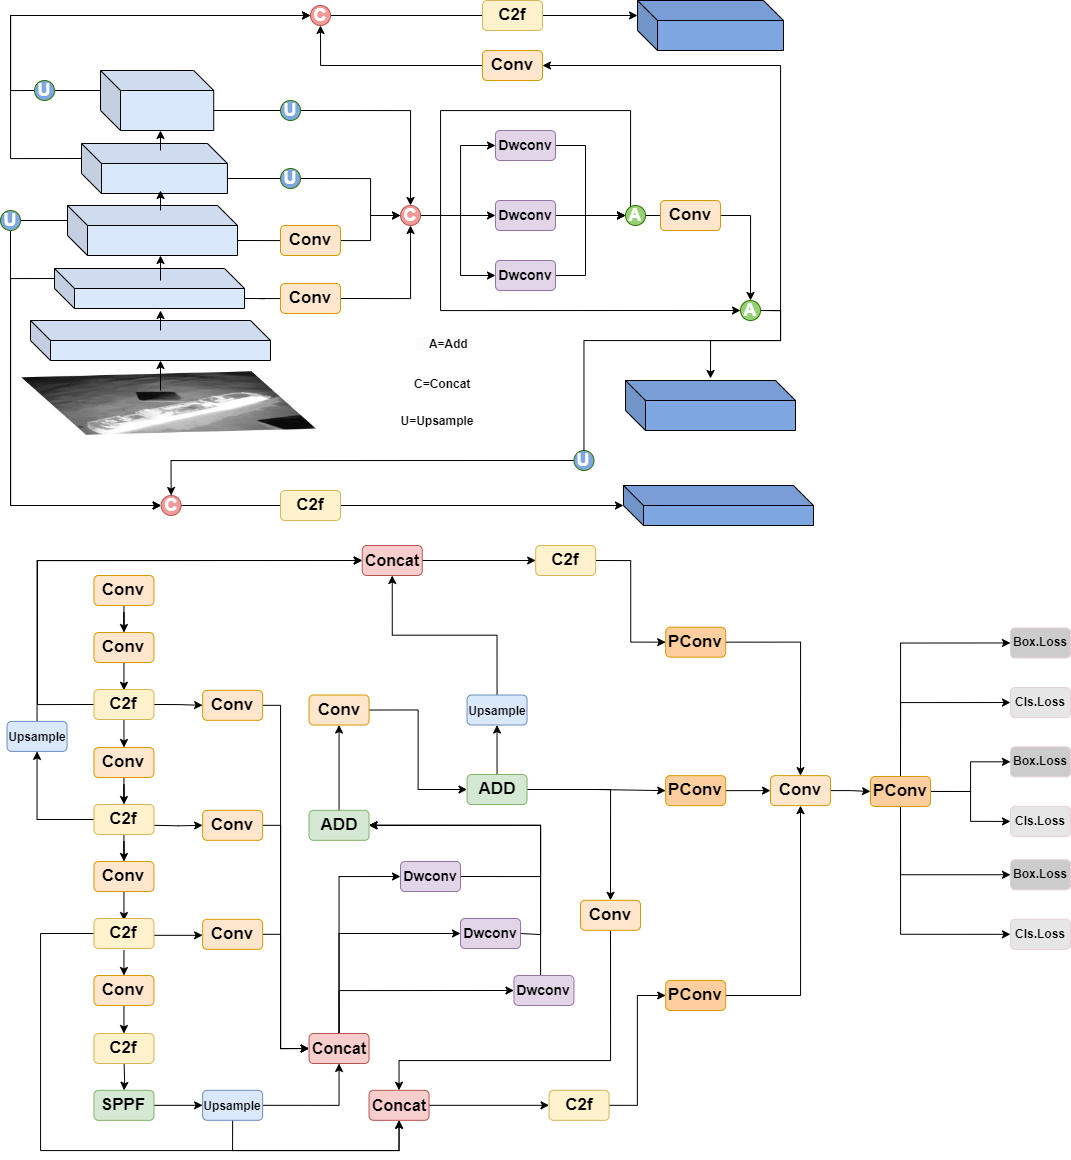 C
C2f
Conv
U
U
U
Dwconv
U
C
Dwconv
A
Conv
Conv
Dwconv
Conv
A
A=Add
C=Concat
U=Upsample
U
C
C2f
Concat
C2f
Conv
Conv
PConv
Box.Loss
C2f
Conv
Conv
Upsample
Cls.Loss
Upsample
Conv
Box.Loss
ADD
PConv
Conv
PConv
C2f
Conv
ADD
Cls.Loss
Conv
Dwconv
Box.Loss
Conv
C2f
Conv
Dwconv
Cls.Loss
Conv
Dwconv
PConv
C2f
Concat
SPPF
Upsample
Concat
C2f